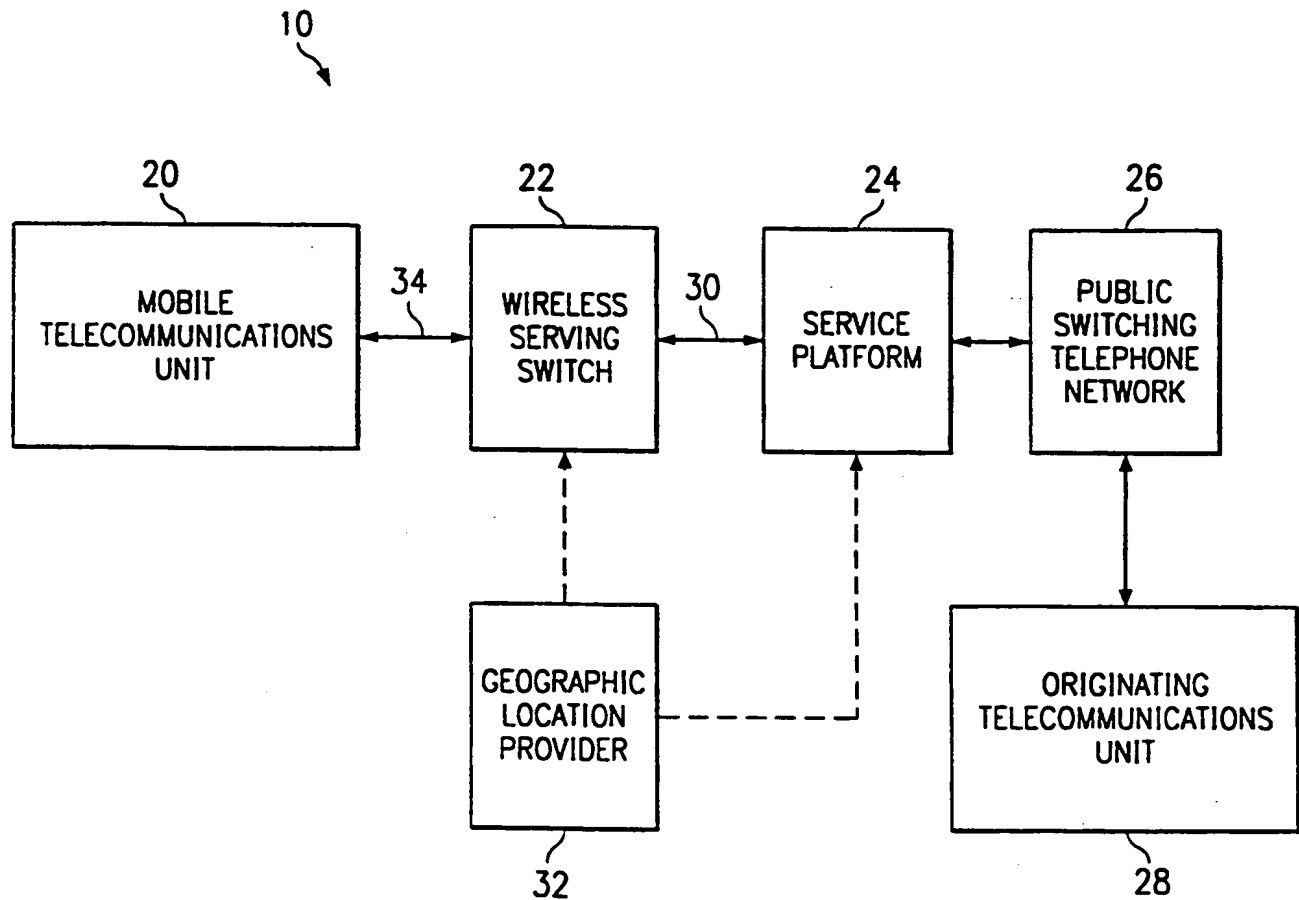 10
20
22
24
26
MOBILE
TELECOMMUNICATIONS
UNIT
34
WIRELESS
SERVING
SWITCH
30
SERVICE
PLATFORM
PUBLIC
SWITCHING
TELEPHONE
NETWORK
GEOGRAPHIC
LOCATION
PROVIDER
ORIGINATING
TELECOMMUNICATIONS
UNIT
32
28